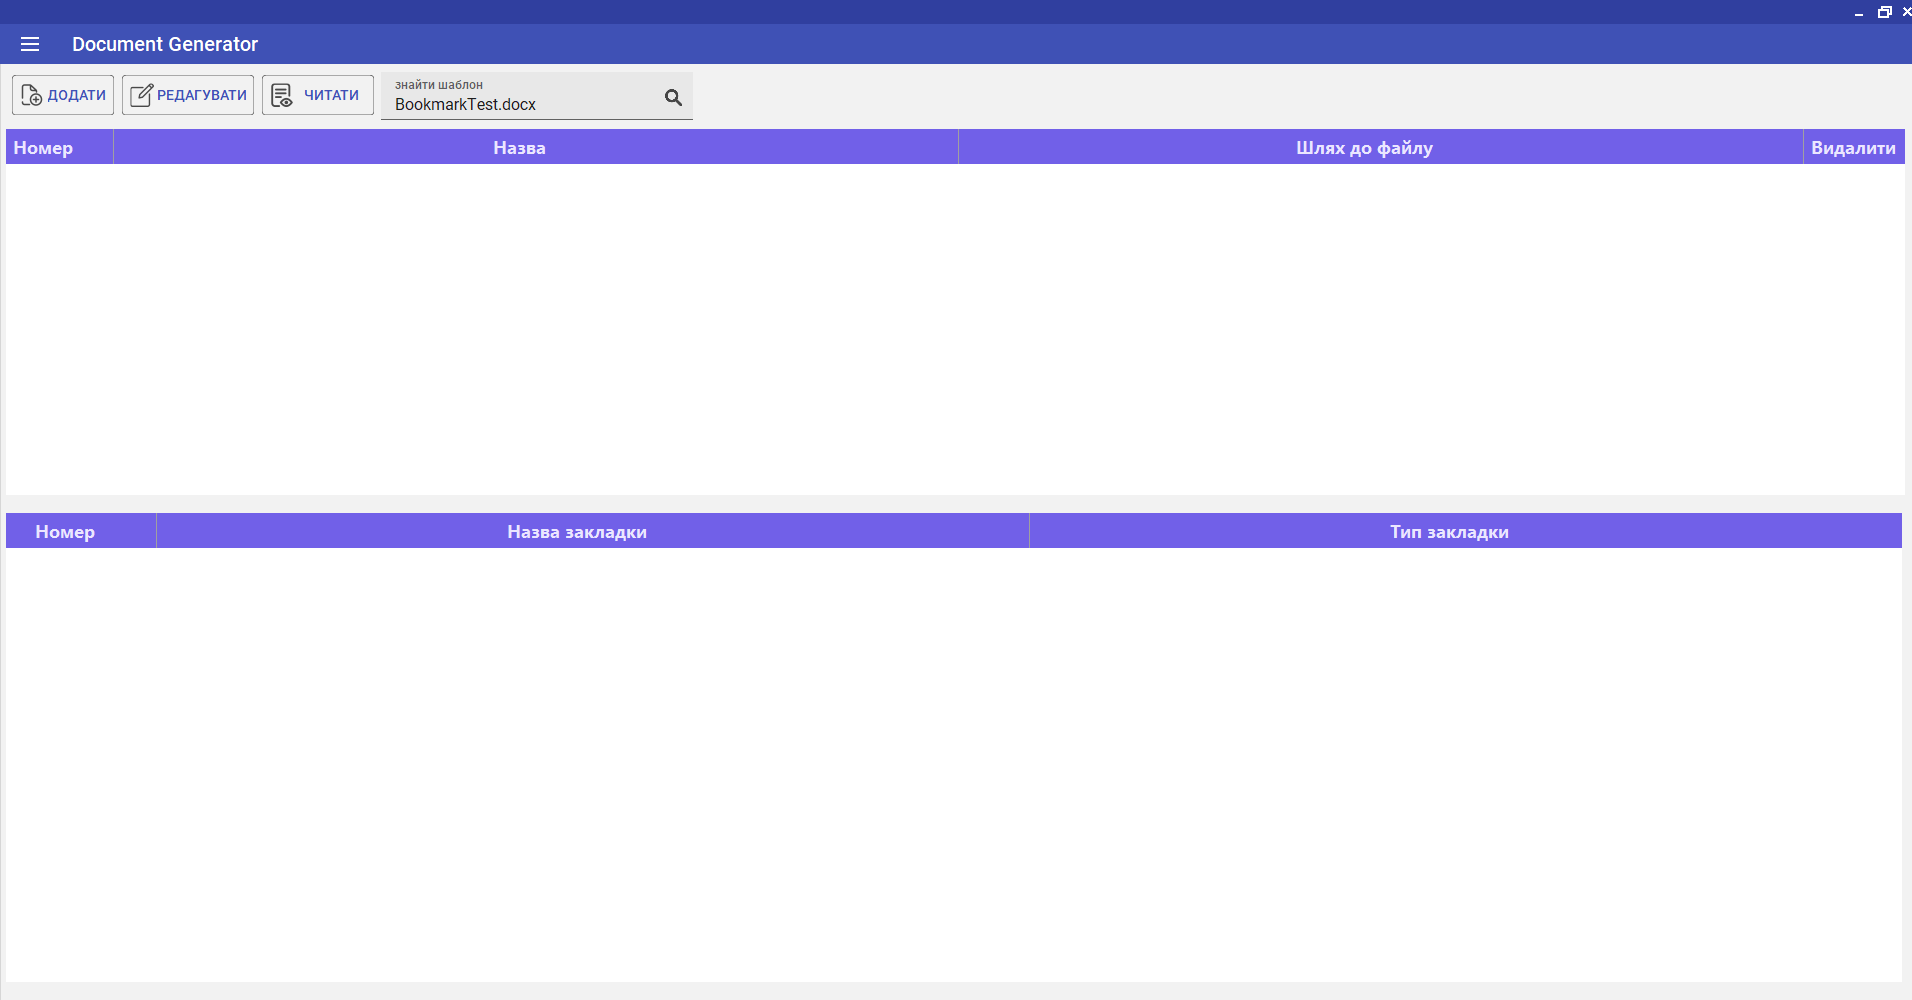 Document Generator
ДОДАТИ РЕДАГУВАТИ ЧИТАТИ
знайти шаблон
BookmarkTest.docx
Номер Назва Шлях до файлу Видалити
Номер Назва закладки Тип закладки